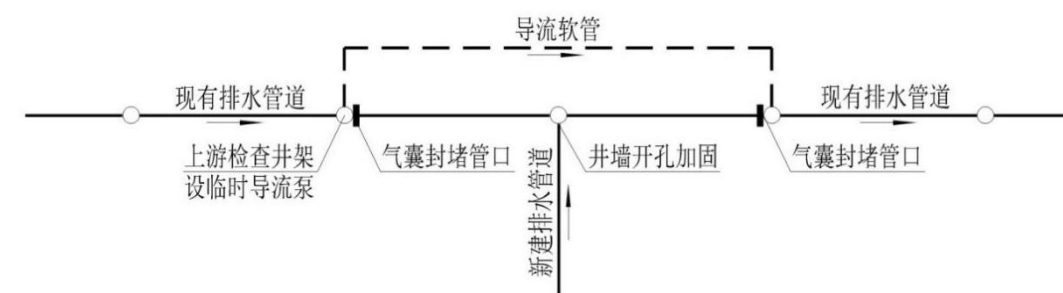 导流软管
现有排水管道
现有排水管道
上游检查井架
设临时导流泵
气囊封堵管口
井墙开孔加固
气囊封堵管口
新建排水管道